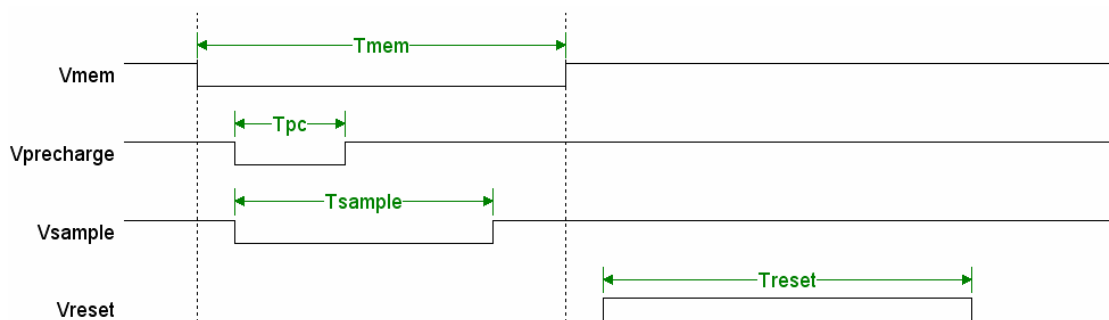 Tmem
Vmem
Tpc
Vprecharge
Tsample
Vsample
Treset
Vreset